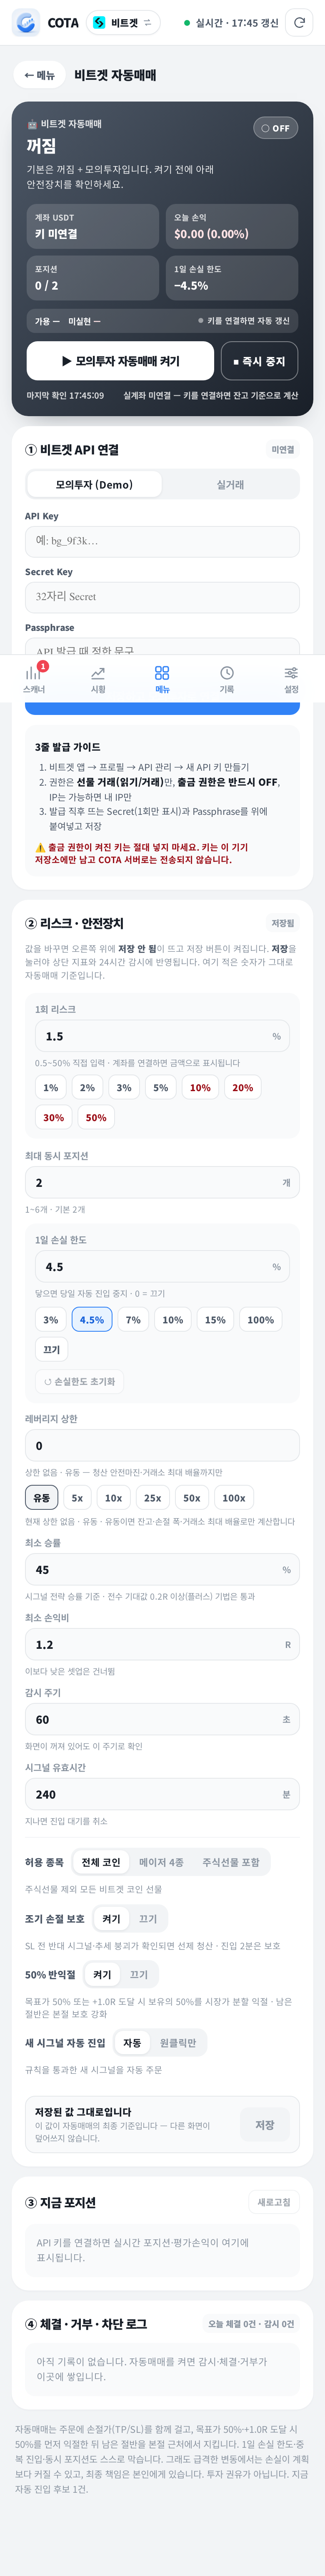 COTA 비트겟 실시간 · 17:45 갱신
← 메뉴 비트겟 자동매매
🤖 비트겟 자동매매
OFF
꺼짐
기본은 꺼짐 + 모의투자입니다. 켜기 전에 아래
안전장치를 확인하세요.
계좌 USDT
키 미연결
오늘 손익
$0.00 (0.00%)
포지션
0 / 2
1일 손실 한도
−4.5%
가용 — 미실현 —
키를 연결하면 자동 갱신
▶ 모의투자 자동매매 켜기
■ 즉시 중지
마지막 확인 17:45:09
실계좌 미연결 — 키를 연결하면 잔고 기준으로 계산
① 비트겟 API 연결
미연결
모의투자 (Demo)
실거래
API Key
예: bg_9f3k…
Secret Key
32자리 Secret
Passphrase
API 발급 때 정한 문구
1
스캐너
시황
메뉴
기록
설정
3줄 발급 가이드
1. 비트겟 앱 → 프로필 → API 관리 → 새 API 키 만들기
2. 권한은 선물 거래(읽기/거래)만, 출금 권한은 반드시 OFF,
IP는 가능하면 내 IP만
3. 발급 직후 뜨는 Secret(1회만 표시)과 Passphrase를 위에
붙여넣고 저장
⚠️ 출금 권한이 켜진 키는 절대 넣지 마세요. 키는 이 기기
저장소에만 남고 COTA 서버로는 전송되지 않습니다.
② 리스크 · 안전장치
저장됨
값을 바꾸면 오른쪽 위에 저장 안 됨이 뜨고 저장 버튼이 켜집니다. 저장을
눌러야 상단 지표와 24시간 감시에 반영됩니다. 여기 적은 숫자가 그대로
자동매매 기준입니다.
1회 리스크
1.5 %
0.5~50% 직접 입력 · 계좌를 연결하면 금액으로 표시됩니다
1% 2% 3% 5% 10% 20%
30% 50%
최대 동시 포지션
2 개
1~6개 · 기본 2개
1일 손실 한도
4.5 %
닿으면 당일 자동 진입 중지 · 0 = 끄기
3% 4.5% 7% 10% 15% 100%
끄기
손실한도 초기화
레버리지 상한
0
상한 없음 · 유동 — 청산 안전마진·거래소 최대 배율까지만
유동 5x 10x 25x 50x 100x
현재 상한 없음 · 유동 · 유동이면 잔고·손절 폭·거래소 최대 배율로만 계산합니다
최소 승률
45 %
시그널 전략 승률 기준 · 전수 기대값 0.2R 이상(플러스) 기법은 통과
최소 손익비
1.2 R
이보다 낮은 셋업은 건너뜀
감시 주기
60 초
화면이 꺼져 있어도 이 주기로 확인
시그널 유효시간
240 분
지나면 진입 대기를 취소
허용 종목 전체 코인 메이저 4종 주식선물 포함
주식선물 제외 모든 비트겟 코인 선물
조기 손절 보호 켜기 끄기
SL 전 반대 시그널·추세 붕괴가 확인되면 선제 청산 · 진입 2분은 보호
50% 반익절 켜기 끄기
목표가 50% 또는 +1.0R 도달 시 보유의 50%를 시장가 분할 익절 · 남은
절반은 본절 보호 강화
새 시그널 자동 진입 자동 원클릭만
규칙을 통과한 새 시그널을 자동 주문
저장된 값 그대로입니다
이 값이 자동매매의 최종 기준입니다 — 다른 화면이
덮어쓰지 않습니다.
저장
③ 지금 포지션
새로고침
API 키를 연결하면 실시간 포지션·평가손익이 여기에
표시됩니다.
④ 체결 · 거부 · 차단 로그
오늘 체결 0건 · 감시 0건
아직 기록이 없습니다. 자동매매를 켜면 감시·체결·거부가
이곳에 쌓입니다.
자동매매는 주문에 손절가(TP/SL)를 함께 걸고, 목표가 50%·+1.0R 도달 시
50%를 먼저 익절한 뒤 남은 절반을 본절 근처에서 지킵니다. 1일 손실 한도·중
복 진입·동시 포지션도 스스로 막습니다. 그래도 급격한 변동에서는 손실이 계획
보다 커질 수 있고, 최종 책임은 본인에게 있습니다. 투자 권유가 아닙니다. 지금
자동 진입 후보 1건.